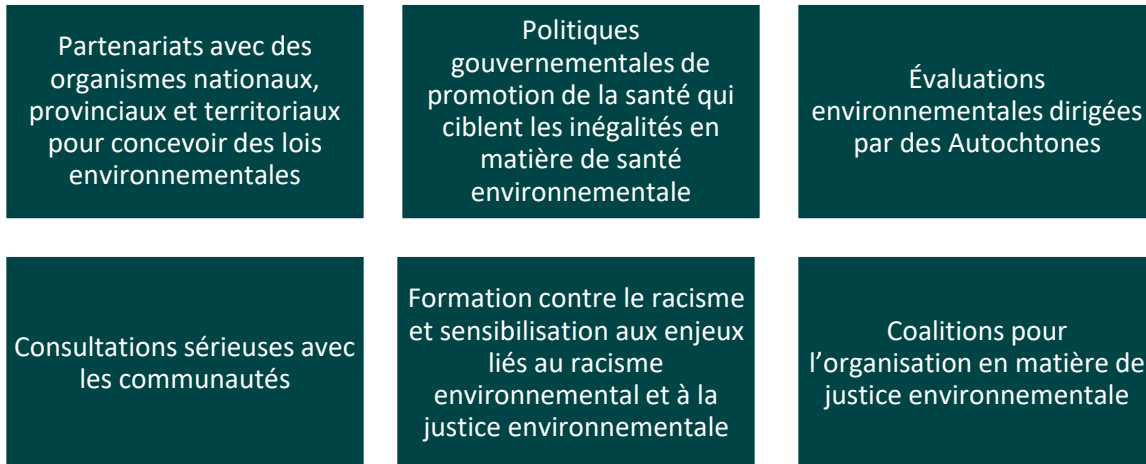 Partenariats avec des
organismes nationaux,
provinciaux et territoriaux
pour concevoir des lois
environnementales
Politiques
gouvernementales de
promotion de la santé qui
ciblent les inégalités en
matière de santé
environnementale
Évaluations
environnementales dirigées
par des Autochtones
Consultations sérieuses avec
les communautés
Formation contre le racisme
et sensibilisation aux enjeux
liés au racisme
environnemental et à la
justice environnementale
Coalitions pour
l’organisation en matière de
justice environnementale